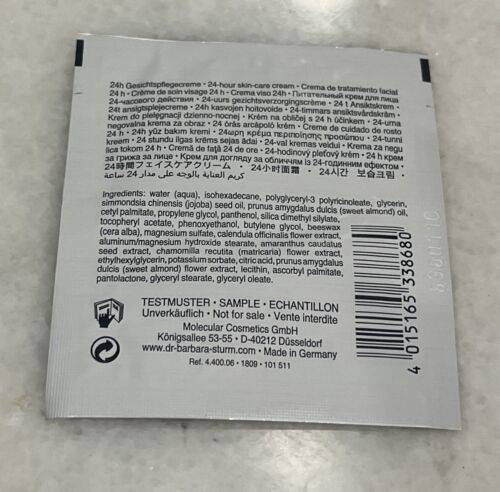 24h Gesichtspflegecreme • 24-hour skin-care cream • Crema de tratamiento facial
24 h • Crème de soin visage 24 h • Crema viso 24h • Питательный крем для лица
24-часового действия • 24-uurs gezichtsverzorgingscrème • 24 t Ansiktskrem •
24t ansigtsplejecreme • 24h kasvojen hoitovoide • 24-timmars ansiktsvårdskräm •
Krem do pielęgnacji dzienno-nocnej • Krém na obličej s 24 h účinkem • 24-urna
negovalna krema za obraz • 24 órás arcápoló krém • Creme de cuidado de rosto
24 h • 24h yüz bakım kremi • 24ωρη κρέμα περιποίησης προσώπου • 24-tunni
kreem • 24 stundu ilgas krēms sejas ādai • 24-val kremas veidui • Krema za negu
lica tokom 24 h • Cremă de faţă 24 de ore • 24-hodinový pleťový krém • 24 h крем
за грижа за лице • Крем для догляду за обличчям із 24-годинним ефектом •
24時間フェイスケアクリーム • 24小时面霜 • 24시간 보습크림 •
كريم العناية بالوجه على مدار 24 ساعة
Ingredients: water (aqua), isohexadecane, polyglyceryl-3 polyricinoleate, glycerin,
simmondsia chinensis (jojoba) seed oil, prunus amygdalus dulcis (sweet almond) oil,
cetyl palmitate, propylene glycol, panthenol, silica dimethyl silylate,
tocopheryl acetate, phenoxyethanol, butylene glycol, beeswax
(cera alba), magnesium sulfate, calendula officinalis flower extract,
aluminum/magnesium hydroxide stearate, amaranthus caudatus
seed extract, chamomilla recutita (matricaria) flower extract,
ethylhexylglycerin, potassium sorbate, citric acid, prunus amygdalus
dulcis (sweet almond) flower extract, lecithin, ascorbyl palmitate,
pantolactone, glyceryl stearate, glyceryl oleate.
TESTMUSTER • SAMPLE • ECHANTILLON
Unverkäuflich • Not for sale • Vente interdite
Molecular Cosmetics GmbH
Königsallee 53-55 • D-40212 Düsseldorf
www.dr-barbara-sturm.com • Made in Germany
Ref. 4.400.06 • 1809 • 101 511
4 015165 338680